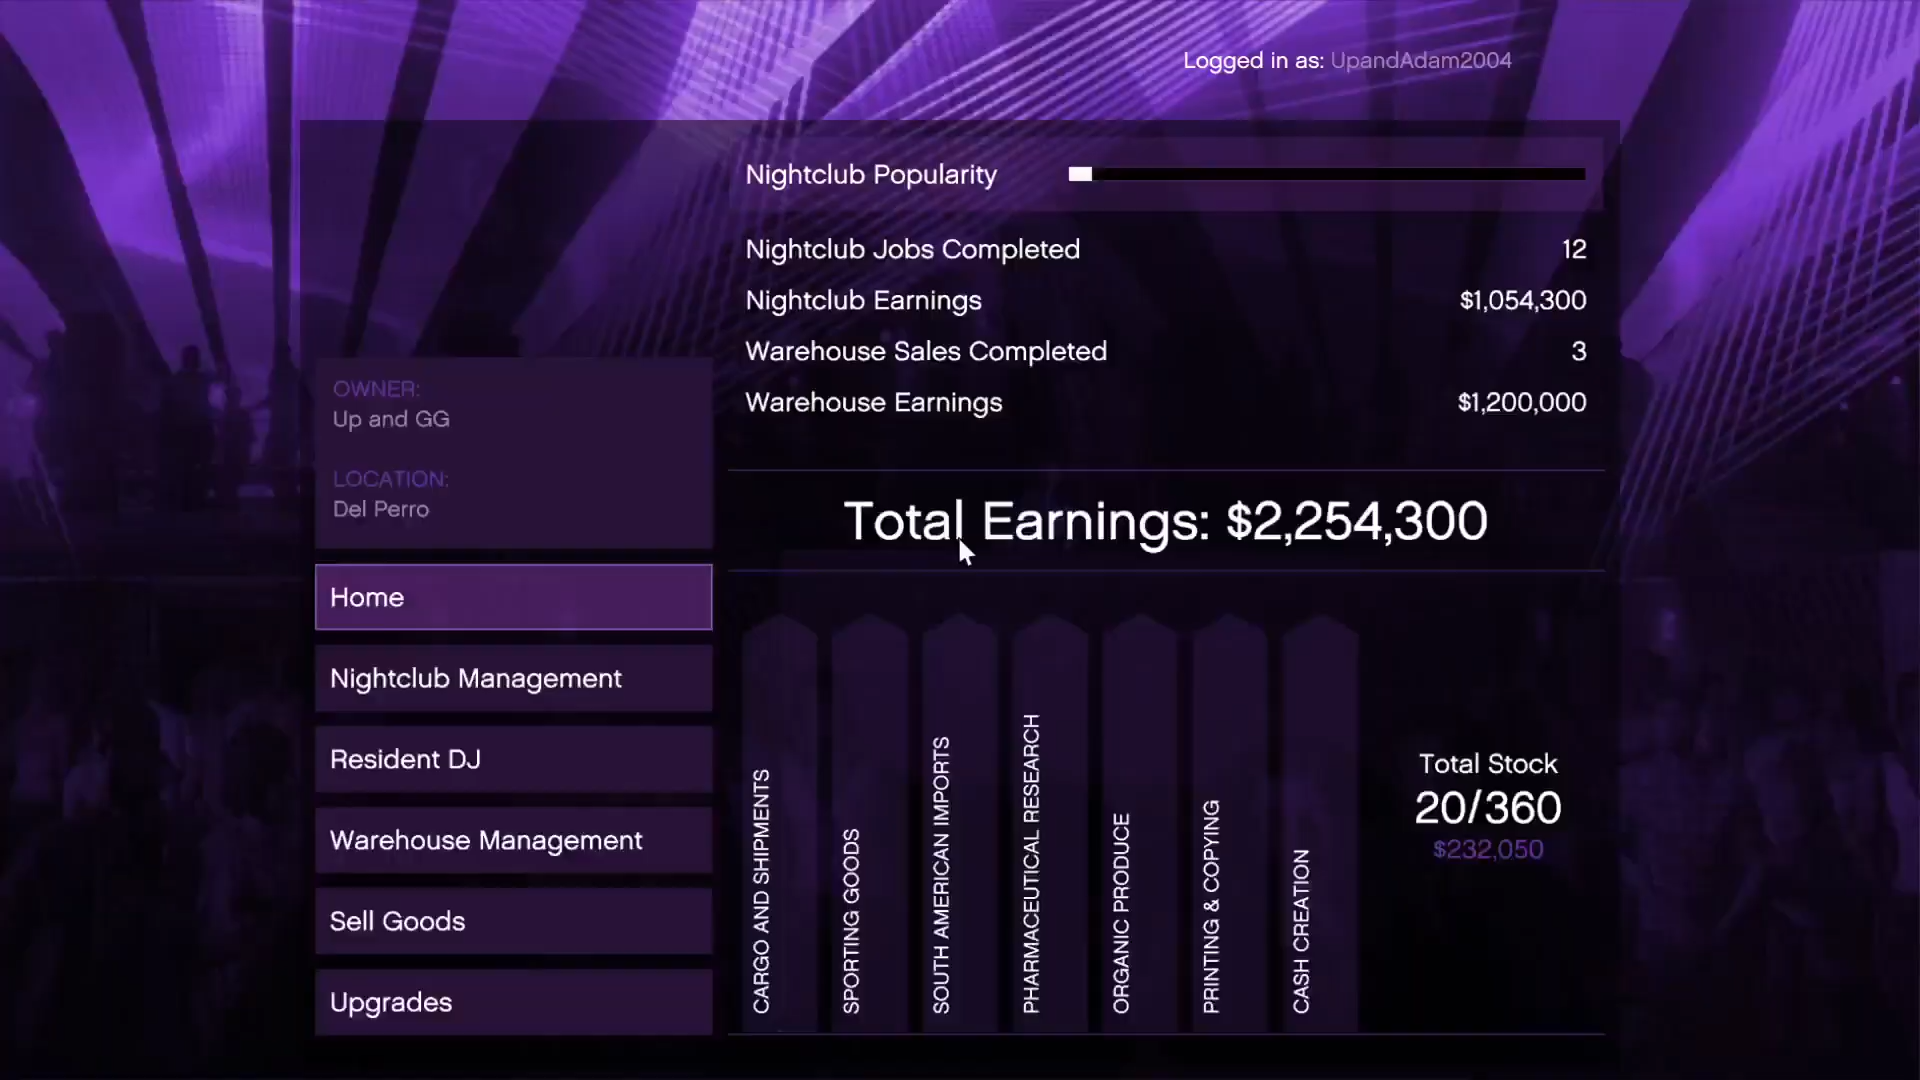 Logged in as: UpandAdam2004
Nightclub Popularity
Nightclub Jobs Completed 12
Nightclub Earnings $1,054,300
Warehouse Sales Completed 3
Warehouse Earnings $1,200,000
Total Earnings: $2,254,300
OWNER:
Up and GG
LOCATION:
Del Perro
Home
Nightclub Management
Resident DJ
Warehouse Management
Sell Goods
Upgrades
CARGO AND SHIPMENTS
SPORTING GOODS
SOUTH AMERICAN IMPORTS
PHARMACEUTICAL RESEARCH
ORGANIC PRODUCE
PRINTING & COPYING
CASH CREATION
Total Stock
20/360
$232,050